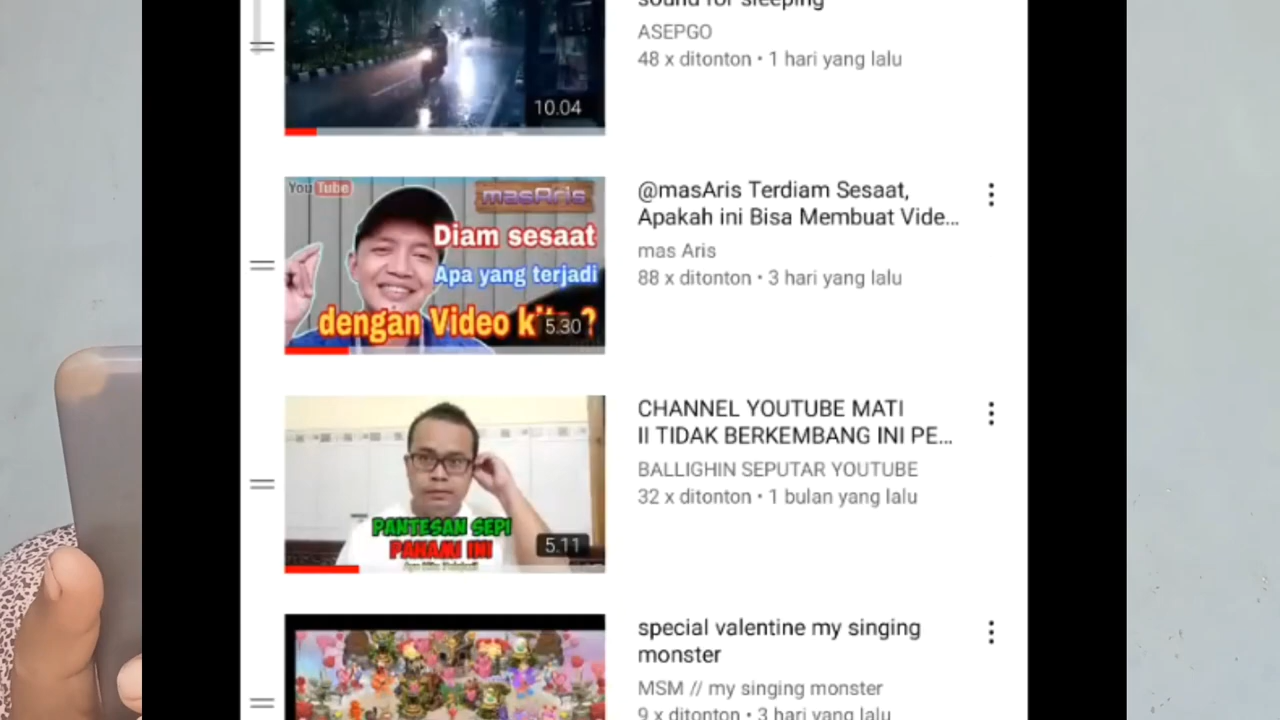 sound for sleeping
ASEPGO
48 x ditonton • 1 hari yang lalu
10.04
YouTube
masAris
Diam sesaat
Apa yang terjadi
dengan Video k ?
5.30
@masAris Terdiam Sesaat,
Apakah ini Bisa Membuat Vide...
mas Aris
88 x ditonton • 3 hari yang lalu
PANTESAN SEPI
PAHAMI INI
5.11
CHANNEL YOUTUBE MATI
II TIDAK BERKEMBANG INI PE...
BALLIGHIN SEPUTAR YOUTUBE
32 x ditonton • 1 bulan yang lalu
special valentine my singing
monster
MSM // my singing monster
9 x ditonton • 3 hari yang lalu